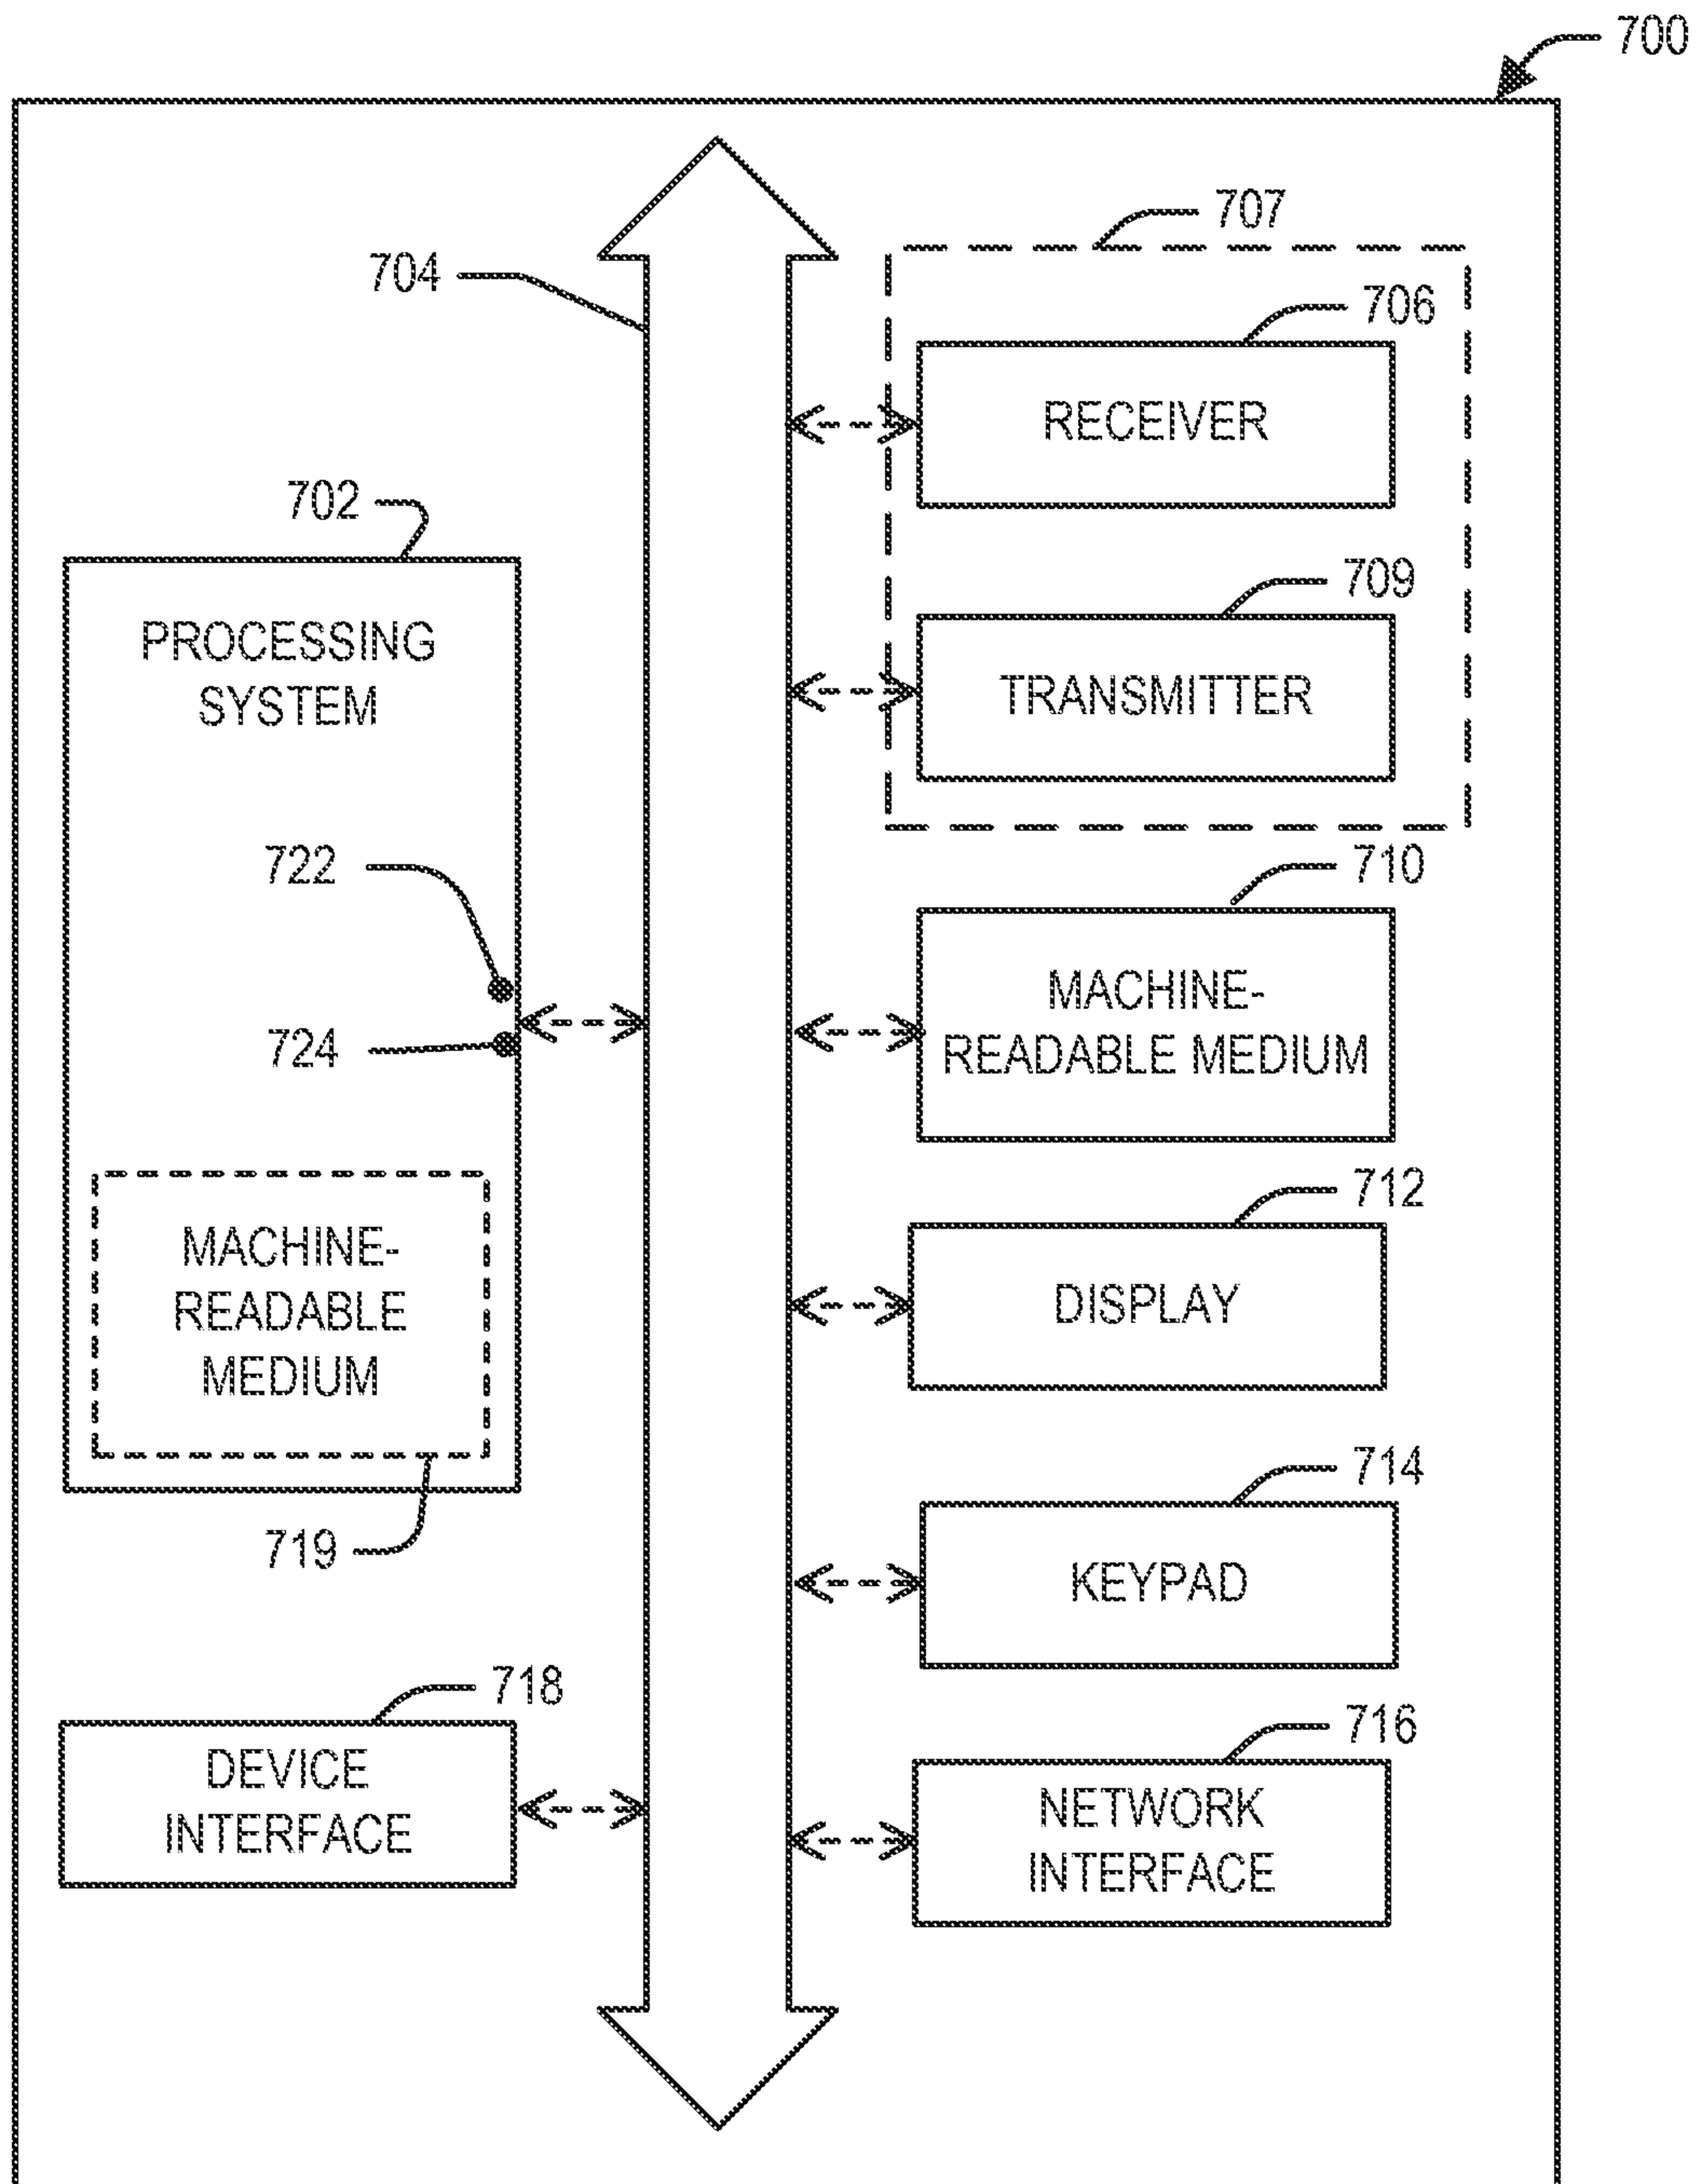 700
707
704
706
RECEIVER
702
709
PROCESSING
SYSTEM
TRANSMITTER
722
710
MACHINE-
READABLE MEDIUM
724
712
MACHINE-
READABLE
MEDIUM
DISPLAY
714
719
KEYPAD
718
716
DEVICE
INTERFACE
NETWORK
INTERFACE